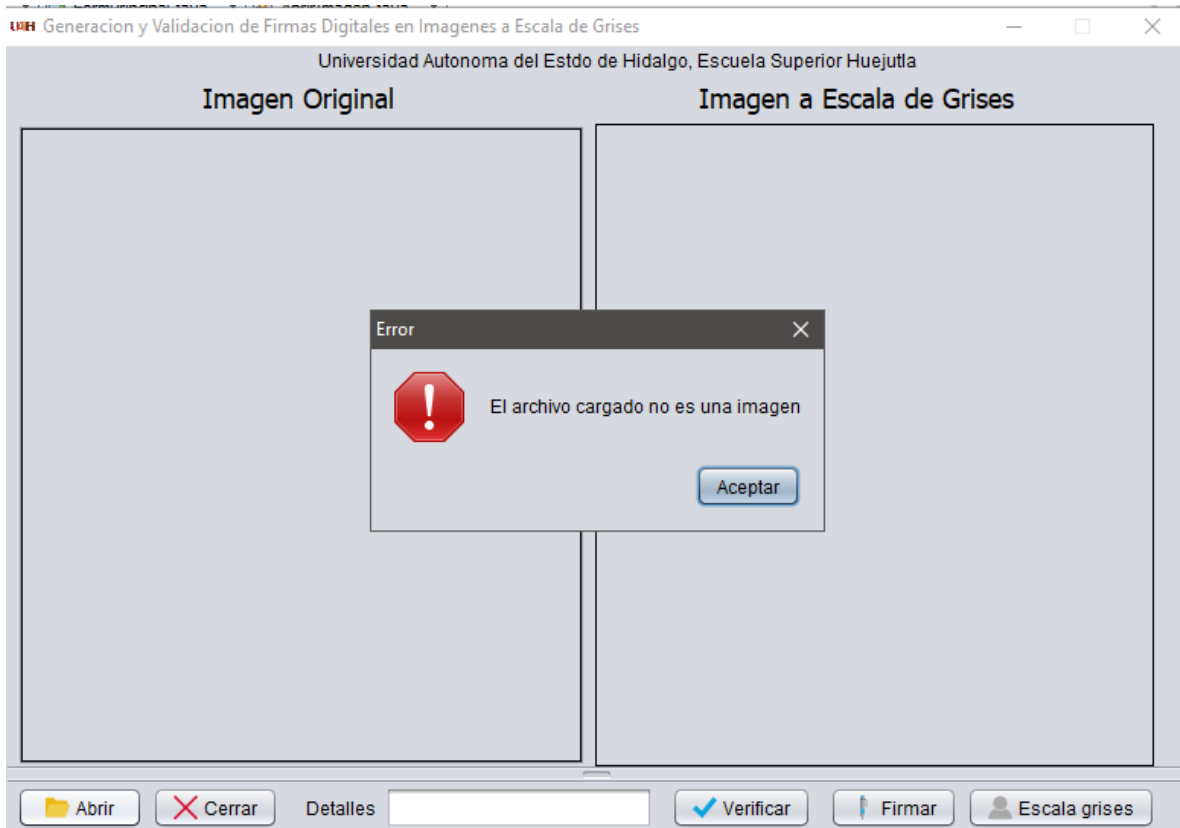 Generacion y Validacion de Firmas Digitales en Imagenes a Escala de Grises
Universidad Autonoma del Estdo de Hidalgo, Escuela Superior Huejutla
Imagen Original
Imagen a Escala de Grises
Error
El archivo cargado no es una imagen
Aceptar
Abrir
Cerrar
Detalles
Verificar
Firmar
Escala grises